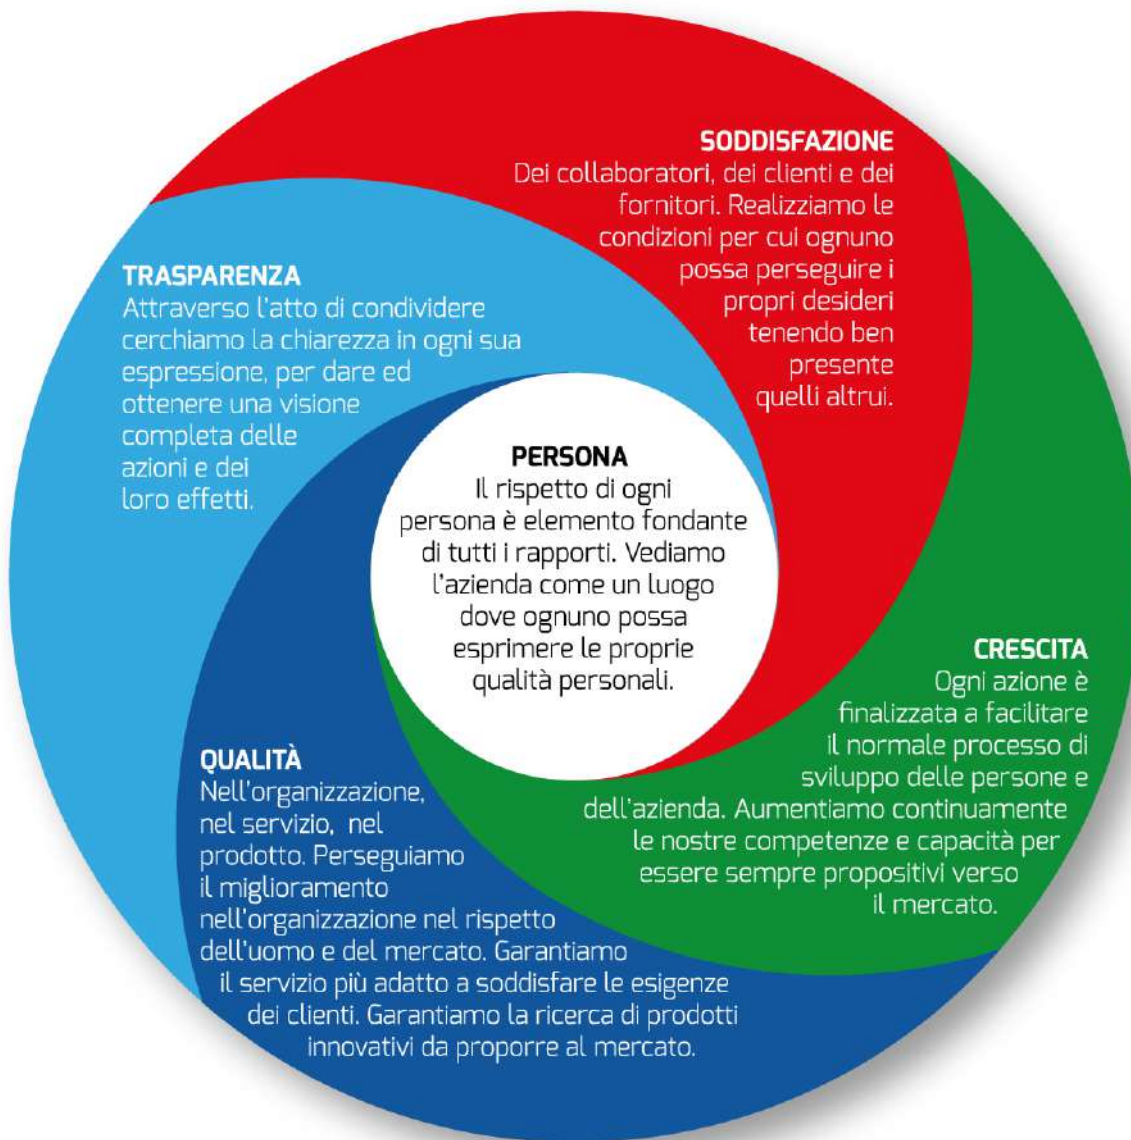 SODDISFAZIONE
Dei collaboratori, dei clienti e dei
fornitori. Realizziamo le
condizioni per cui ognuno
possa perseguire i
propri desideri
tenendo ben
presente
quelli altrui.
TRASPARENZA
Attraverso l'atto di condividere
cerchiamo la chiarezza in ogni sua
espressione, per dare ed
ottenere una visione
completa delle
azioni e dei
loro effetti.
PERSONA
Il rispetto di ogni
persona è elemento fondante
di tutti i rapporti. Vediamo
l'azienda come un luogo
dove ognuno possa
esprimere le proprie
qualità personali.
CRESCITA
Ogni azione è
finalizzata a facilitare
il normale processo di
sviluppo delle persone e
dell'azienda. Aumentiamo continuamente
le nostre competenze e capacità per
essere sempre propositivi verso
il mercato.
QUALITÀ
Nell'organizzazione,
nel servizio, nel
prodotto. Perseguiamo
il miglioramento
nell'organizzazione nel rispetto
dell'uomo e del mercato. Garantiamo
il servizio più adatto a soddisfare le esigenze
dei clienti. Garantiamo la ricerca di prodotti
innovativi da proporre al mercato.